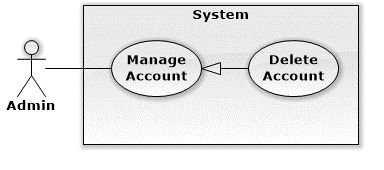 System
Manage
Account
Delete
Account
Admin